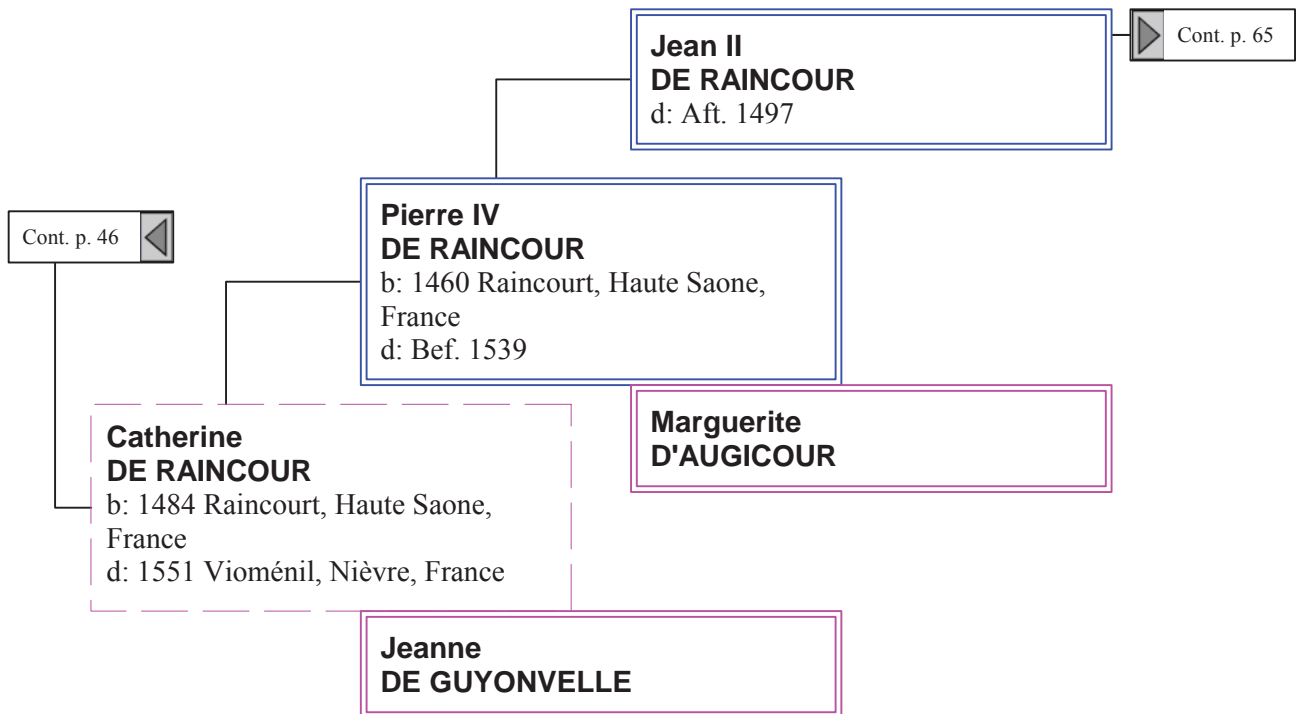 Jean II
DE RAINCOUR
d: Aft. 1497
Cont. p. 65
Pierre IV
DE RAINCOUR
b: 1460 Raincourt, Haute Saone,
France
d: Bef. 1539
Cont. p. 46
Marguerite
D'AUGICOUR
Catherine
DE RAINCOUR
b: 1484 Raincourt, Haute Saone,
France
d: 1551 Vioménil, Nièvre, France
Jeanne
DE GUYONVELLE